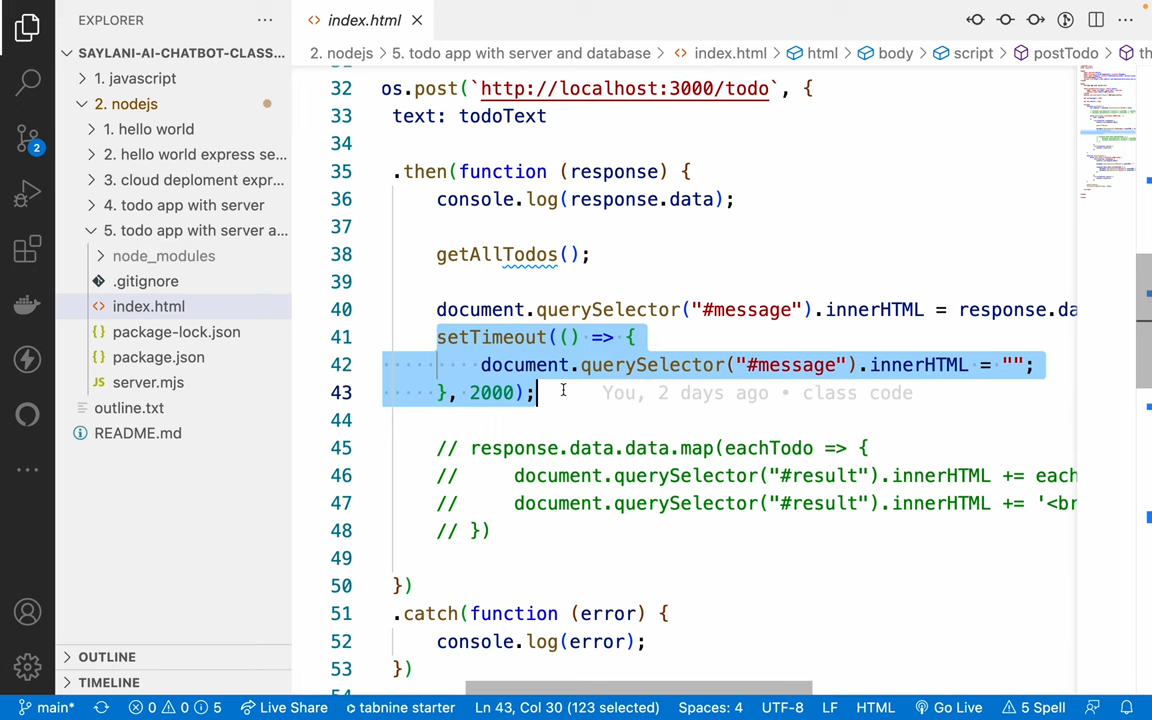 EXPLORER
index.html
SAYLANI-AI-CHATBOT-CLASS...
1. javascript
2. nodejs
1. hello world
2. hello world express se...
3. cloud deploment expr...
4. todo app with server
5. todo app with server a...
node_modules
.gitignore
index.html
package-lock.json
package.json
JS server.mjs
outline.txt
README.md
OUTLINE
TIMELINE
2
2. nodejs > 5. todo app with server and database > index.html > html > body > script > postTodo > th
32 os.post(`http://localhost:3000/todo`, {
33 text: todoText
34
35 .then(function (response) {
36 console.log(response.data);
37
38 getAllTodos();
39
40 document.querySelector("#message").innerHTML = response.da
41 setTimeout(() => {
42 document.querySelector("#message").innerHTML = "";
43 }, 2000); You, 2 days ago • class code
44
45 // response.data.data.map(eachTodo => {
46 // document.querySelector("#result").innerHTML += each
47 // document.querySelector("#result").innerHTML += '<br
48 // })
49
50 })
51 .catch(function (error) {
52 console.log(error);
53 })
main* 0 0 5 Live Share tabnine starter Ln 43, Col 30 (123 selected) Spaces: 4 UTF-8 LF HTML Go Live 5 Spell